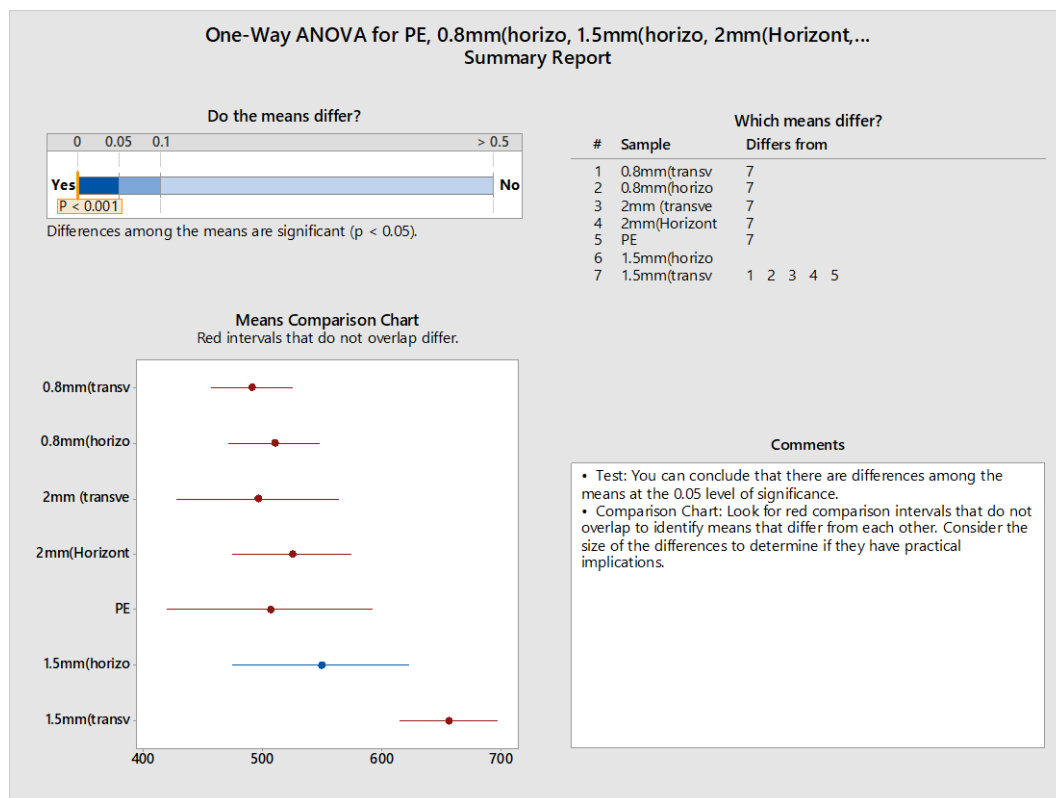 One-Way ANOVA for PE, 0.8mm(horizo, 1.5mm(horizo, 2mm(Horizont,...
Summary Report
Do the means differ?
0 0.05 0.1 > 0.5
Yes No
P < 0.001
Differences among the means are significant (p < 0.05).
Which means differ?
# Sample Differs from
1 0.8mm(transv 7
2 0.8mm(horizo 7
3 2mm (transve 7
4 2mm(Horizont 7
5 PE 7
6 1.5mm(horizo
7 1.5mm(transv 1 2 3 4 5
Means Comparison Chart
Red intervals that do not overlap differ.
0.8mm(transv
0.8mm(horizo
2mm (transve
2mm(Horizont
PE
1.5mm(horizo
1.5mm(transv
400 500 600 700
Comments
• Test: You can conclude that there are differences among the
means at the 0.05 level of significance.
• Comparison Chart: Look for red comparison intervals that do not
overlap to identify means that differ from each other. Consider the
size of the differences to determine if they have practical
implications.